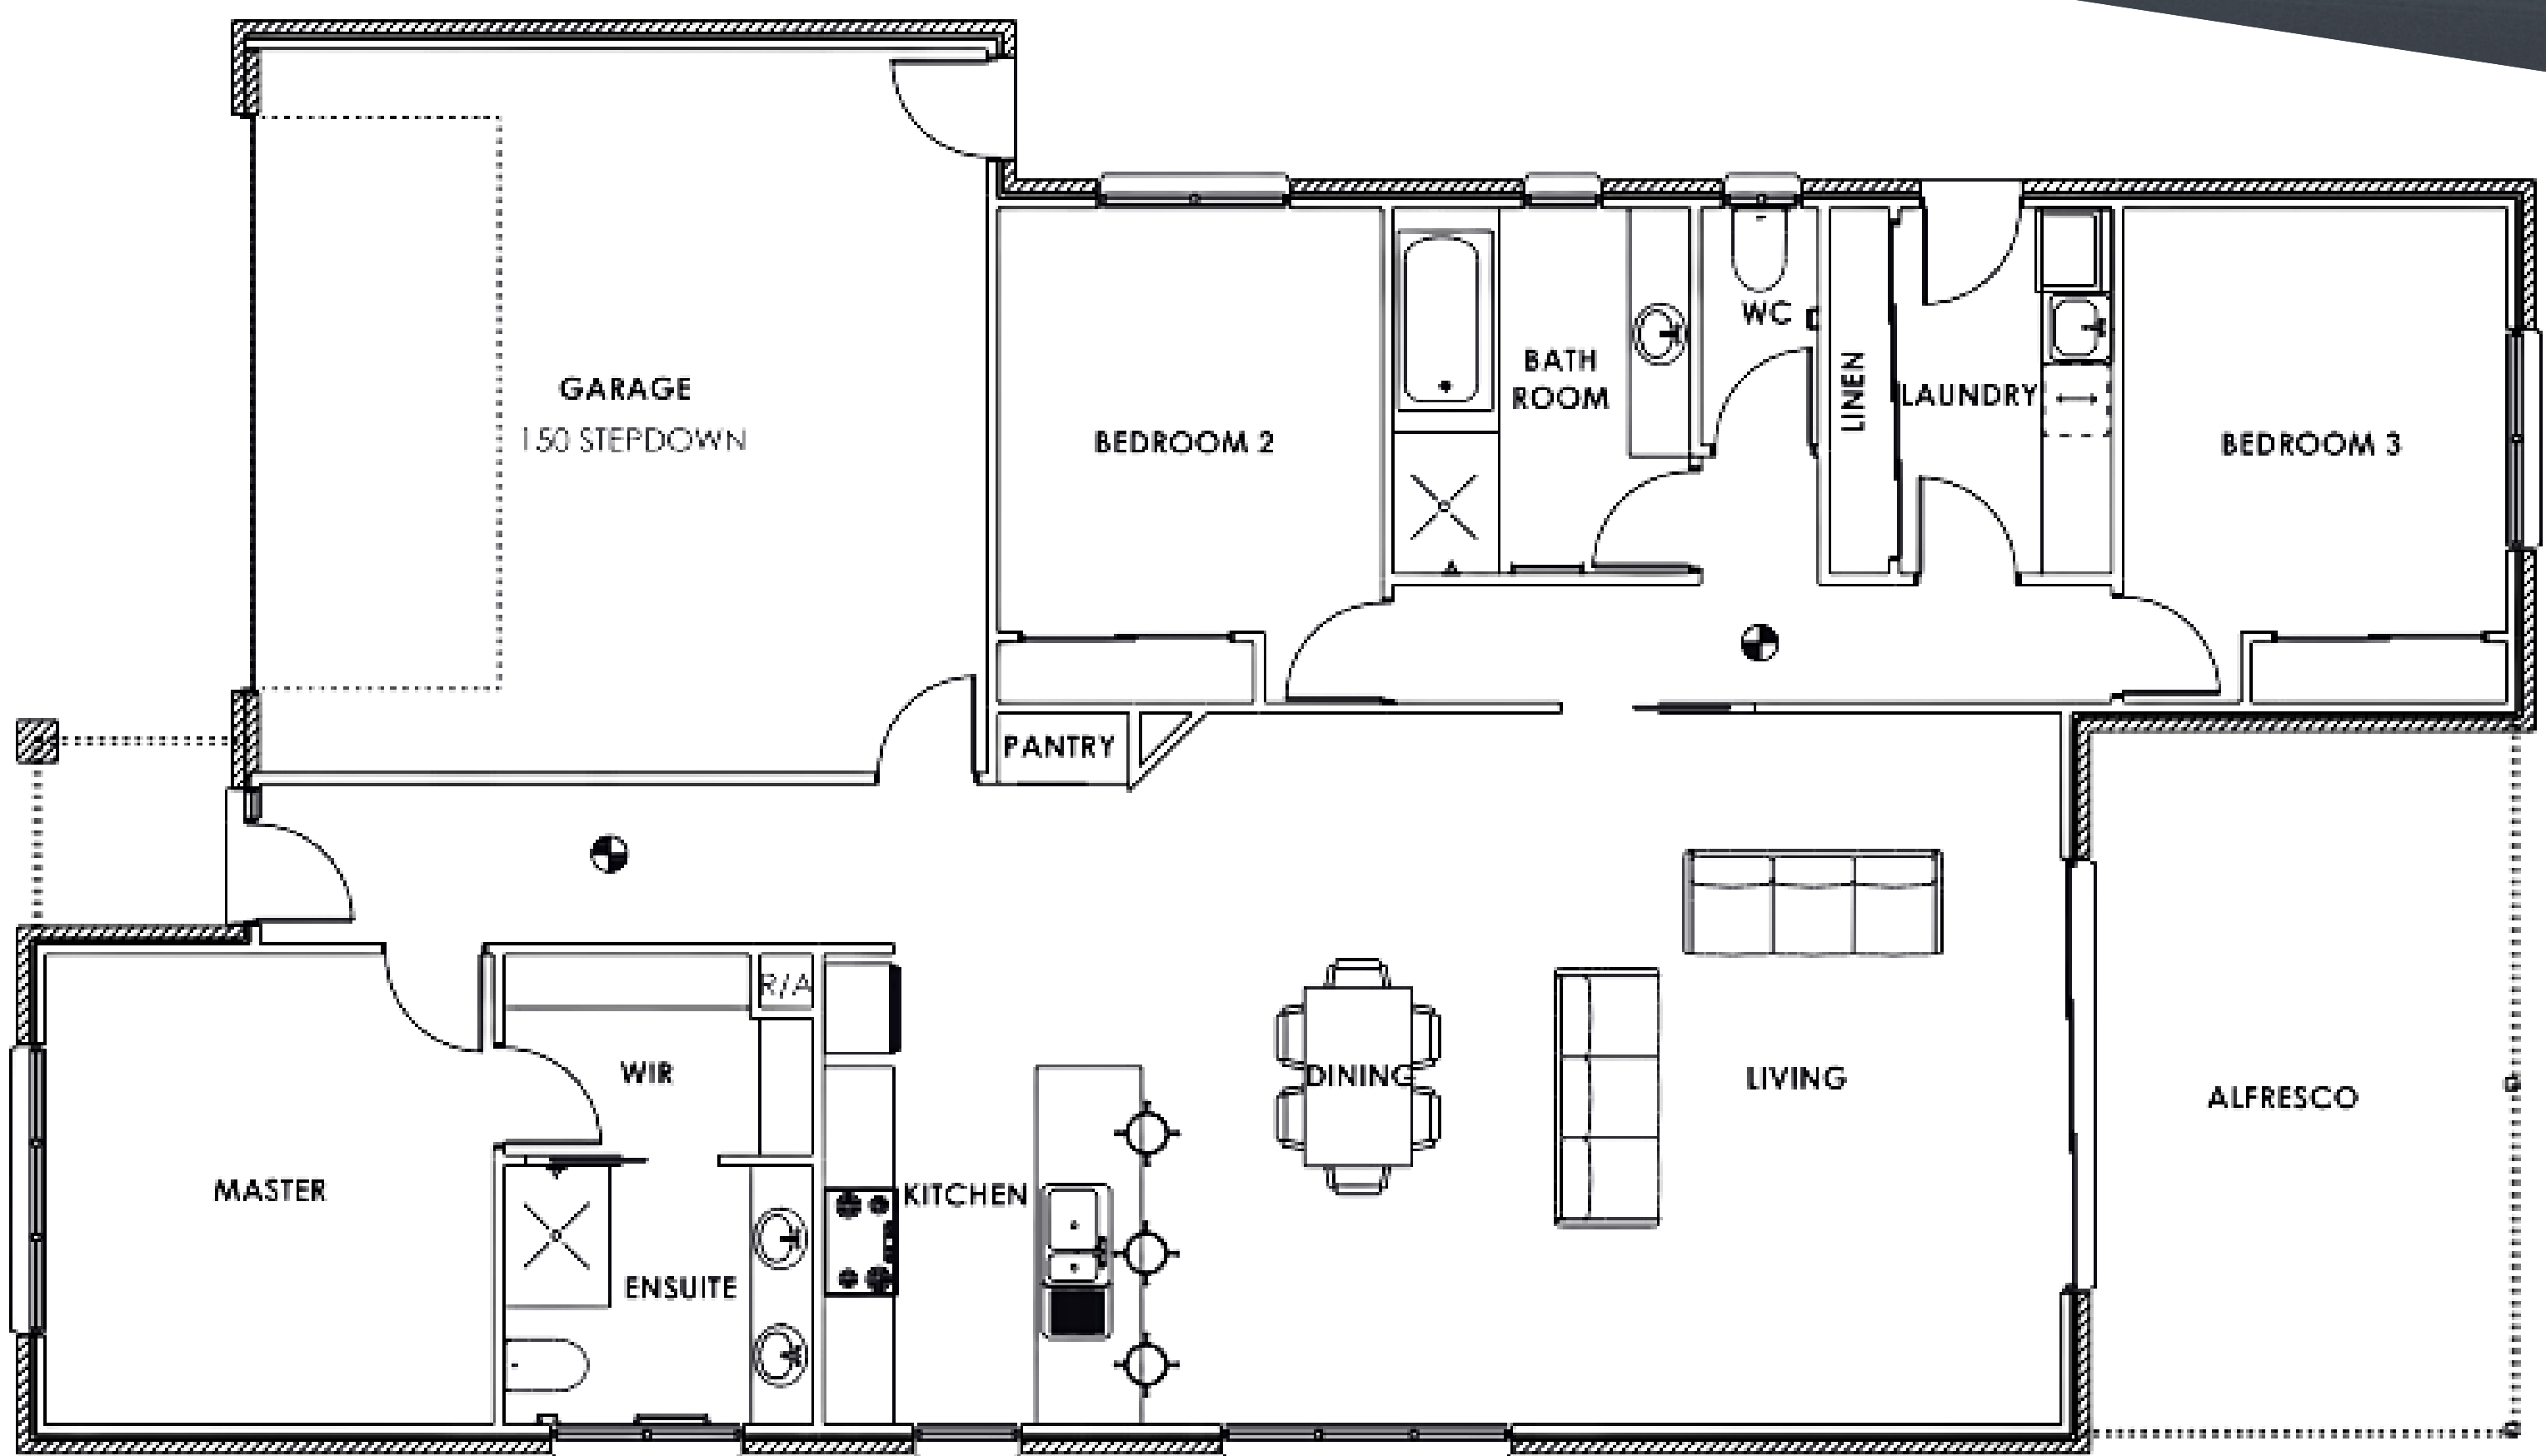 GARAGE
150 STEPDOWN
BEDROOM 2
BATH
ROOM
WC
LINEN
LAUNDRY
BEDROOM 3
PANTRY
R/A
WIR
MASTER
ENSUITE
KITCHEN
DINING
LIVING
ALFRESCO